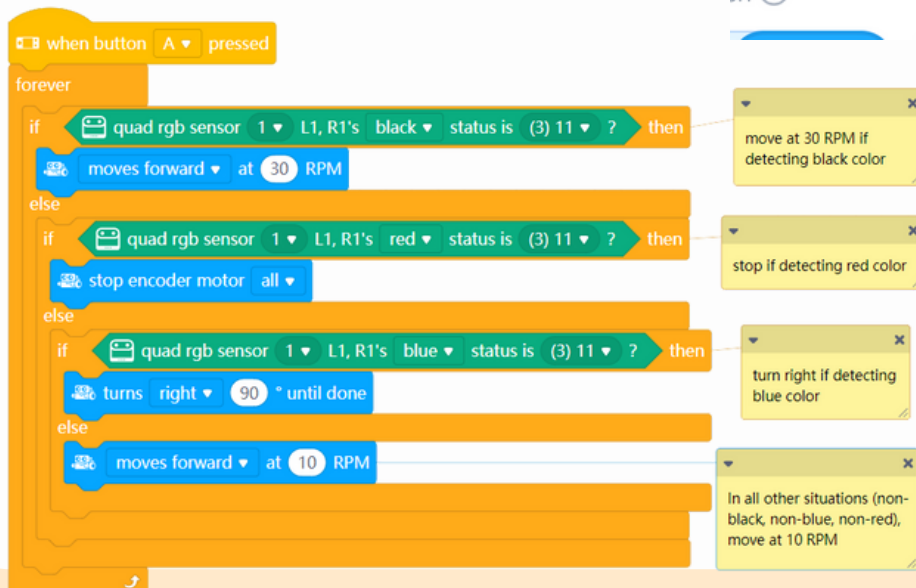 when button A pressed
forever
if quad rgb sensor 1 L1, R1's black status is (3) 11 ? then
move at 30 RPM if
detecting black color
moves forward at 30 RPM
else
if quad rgb sensor 1 L1, R1's red status is (3) 11 ? then
stop if detecting red color
stop encoder motor all
else
if quad rgb sensor 1 L1, R1's blue status is (3) 11 ? then
turn right if detecting
blue color
turns right 90 ° until done
else
moves forward at 10 RPM
In all other situations (non-
black, non-blue, non-red),
move at 10 RPM